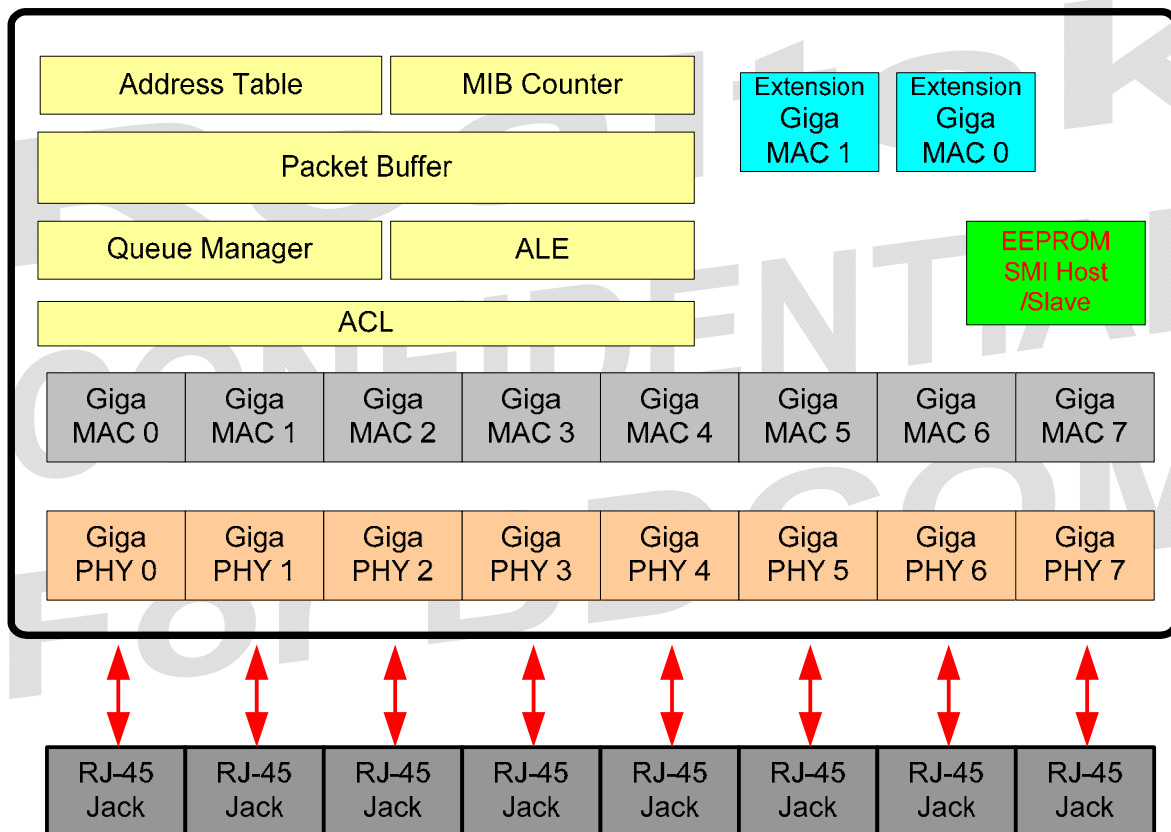 Address Table
MIB Counter
Extension
Giga
MAC 1
Extension
Giga
MAC 0
Packet Buffer
Queue Manager
ALE
EEPROM
SMI Host
/Slave
ACL
Giga
MAC 0
Giga
MAC 1
Giga
MAC 2
Giga
MAC 3
Giga
MAC 4
Giga
MAC 5
Giga
MAC 6
Giga
MAC 7
Giga
PHY 0
Giga
PHY 1
Giga
PHY 2
Giga
PHY 3
Giga
PHY 4
Giga
PHY 5
Giga
PHY 6
Giga
PHY 7
RJ-45
Jack
RJ-45
Jack
RJ-45
Jack
RJ-45
Jack
RJ-45
Jack
RJ-45
Jack
RJ-45
Jack
RJ-45
Jack
CONFIDENTIAL
For